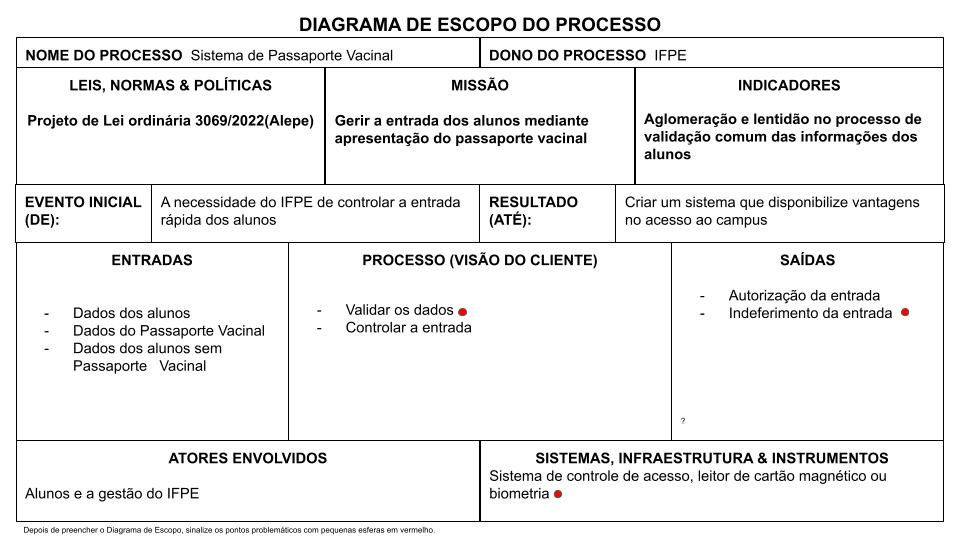 DIAGRAMA DE ESCOPO DO PROCESSO
NOME DO PROCESSO Sistema de Passaporte Vacinal
DONO DO PROCESSO IFPE
LEIS, NORMAS & POLÍTICAS
Projeto de Lei ordinária 3069/2022(Alepe)
MISSÃO
Gerir a entrada dos alunos mediante
apresentação do passaporte vacinal
INDICADORES
Aglomeração e lentidão no processo de
validação comum das informações dos
alunos
EVENTO INICIAL
(DE):
A necessidade do IFPE de controlar a entrada
rápida dos alunos
RESULTADO
(ATÉ):
Criar um sistema que disponibilize vantagens
no acesso ao campus
ENTRADAS
- Dados dos alunos
- Dados do Passaporte Vacinal
- Dados dos alunos sem
Passaporte Vacinal
PROCESSO (VISÃO DO CLIENTE)
- Validar os dados
- Controlar a entrada
SAÍDAS
- Autorização da entrada
- Indeferimento da entrada
?
ATORES ENVOLVIDOS
Alunos e a gestão do IFPE
SISTEMAS, INFRAESTRUTURA & INSTRUMENTOS
Sistema de controle de acesso, leitor de cartão magnético ou
biometria
Depois de preencher o Diagrama de Escopo, sinalize os pontos problemáticos com pequenas esferas em vermelho.